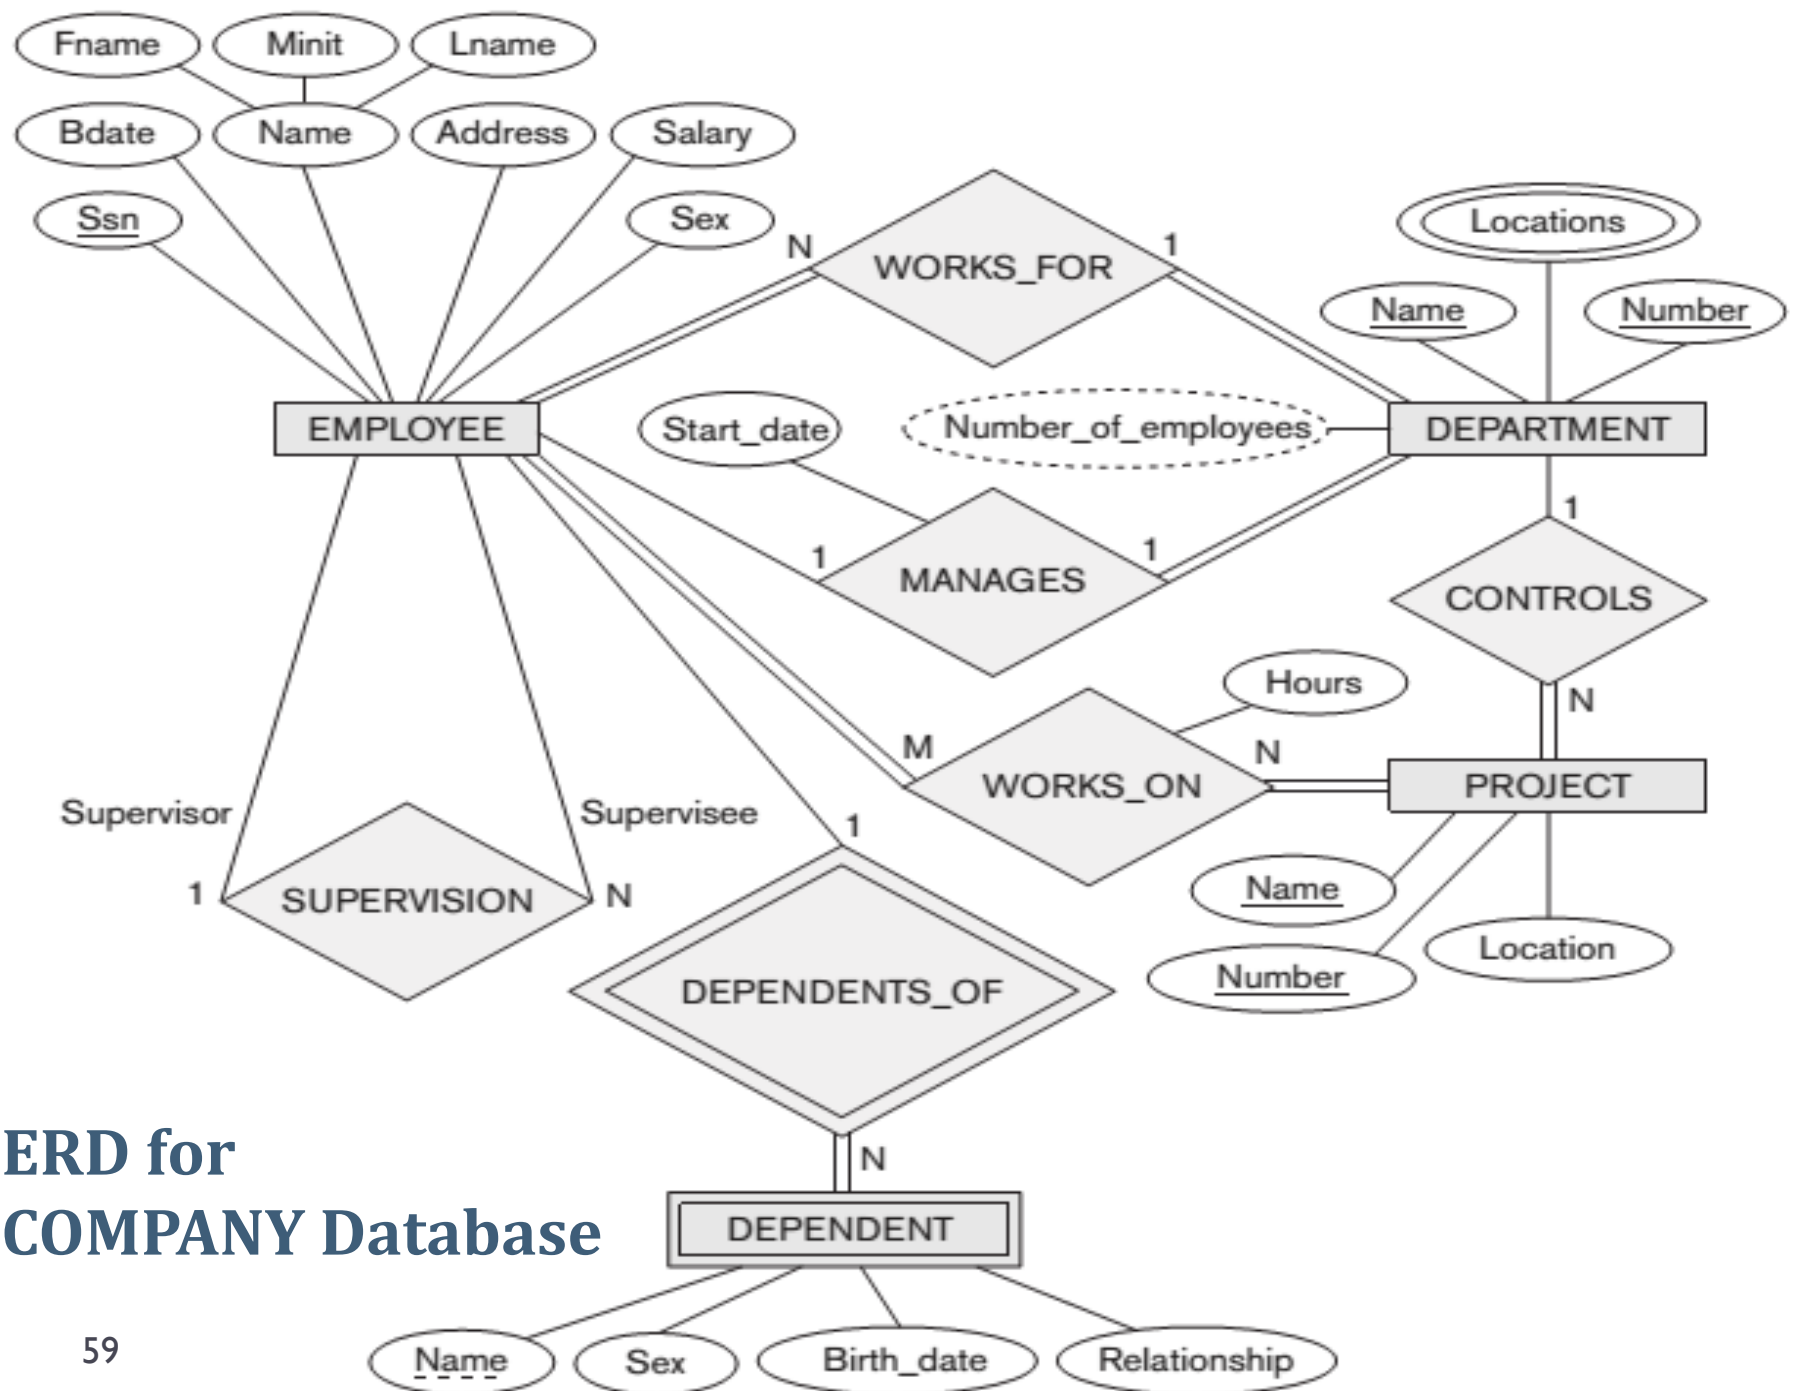 Fname
Minit
Lname
Bdate
Name
Address
Salary
Ssn
Sex
N
WORKS_FOR
1
Locations
Name
Number
EMPLOYEE
Start_date
Number_of_employees
DEPARTMENT
1
MANAGES
1
1
CONTROLS
N
Hours
M
WORKS_ON
N
PROJECT
Supervisor
Supervisee
1
1
SUPERVISION
N
Name
Number
Location
DEPENDENTS_OF
N
ERD for
COMPANY Database
DEPENDENT
59
Name
Sex
Birth_date
Relationship